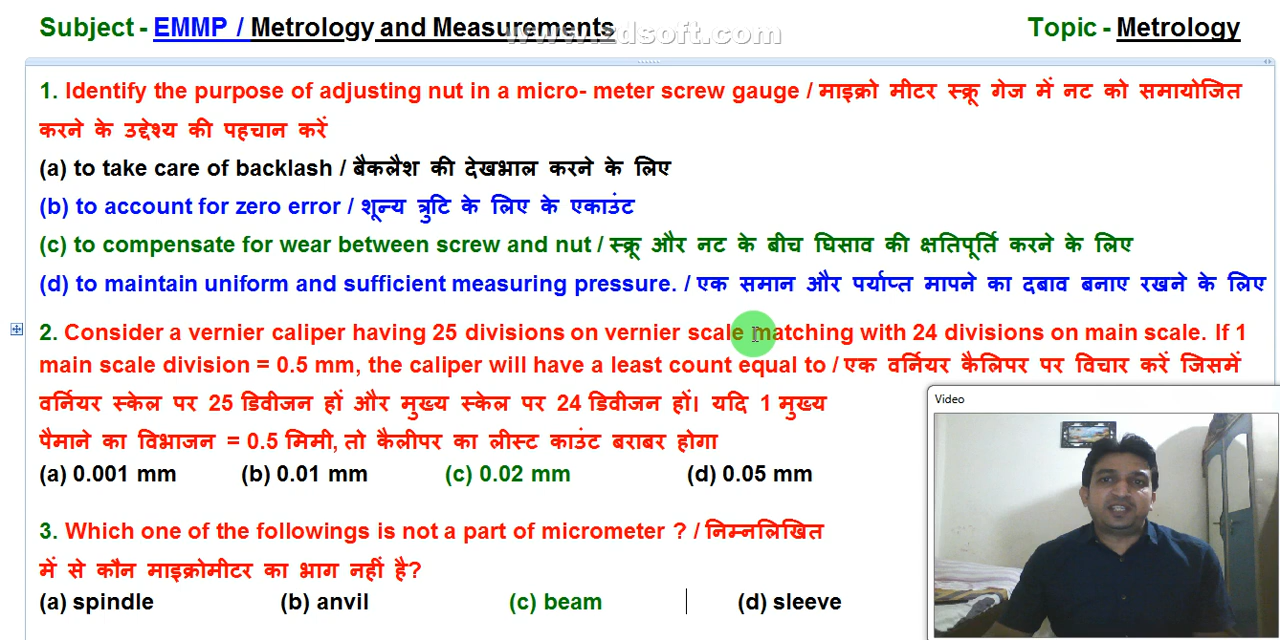 Subject - EMMP / Metrology and Measurements
www.zdsoft.com
Topic - Metrology
1. Identify the purpose of adjusting nut in a micro- meter screw gauge / माइक्रो मीटर स्क्रू गेज में नट को समायोजित
करने के उद्देश्य की पहचान करें
(a) to take care of backlash / बैकलैश की देखभाल करने के लिए
(b) to account for zero error / शून्य त्रुटि के लिए के एकाउंट
(c) to compensate for wear between screw and nut / स्क्रू और नट के बीच घिसाव की क्षतिपूर्ति करने के लिए
(d) to maintain uniform and sufficient measuring pressure. / एक समान और पर्याप्त मापने का दबाव बनाए रखने के लिए
2. Consider a vernier caliper having 25 divisions on vernier scale matching with 24 divisions on main scale. If 1
main scale division = 0.5 mm, the caliper will have a least count equal to / एक वर्नियर कैलिपर पर विचार करें जिसमें
वर्नियर स्केल पर 25 डिवीजन हों और मुख्य स्केल पर 24 डिवीजन हों। यदि 1 मुख्य
पैमाने का विभाजन = 0.5 मिमी, तो कैलीपर का लीस्ट काउंट बराबर होगा
(a) 0.001 mm (b) 0.01 mm (c) 0.02 mm (d) 0.05 mm
3. Which one of the followings is not a part of micrometer ? / निम्नलिखित
में से कौन माइक्रोमीटर का भाग नहीं है?
(a) spindle (b) anvil (c) beam (d) sleeve
Video